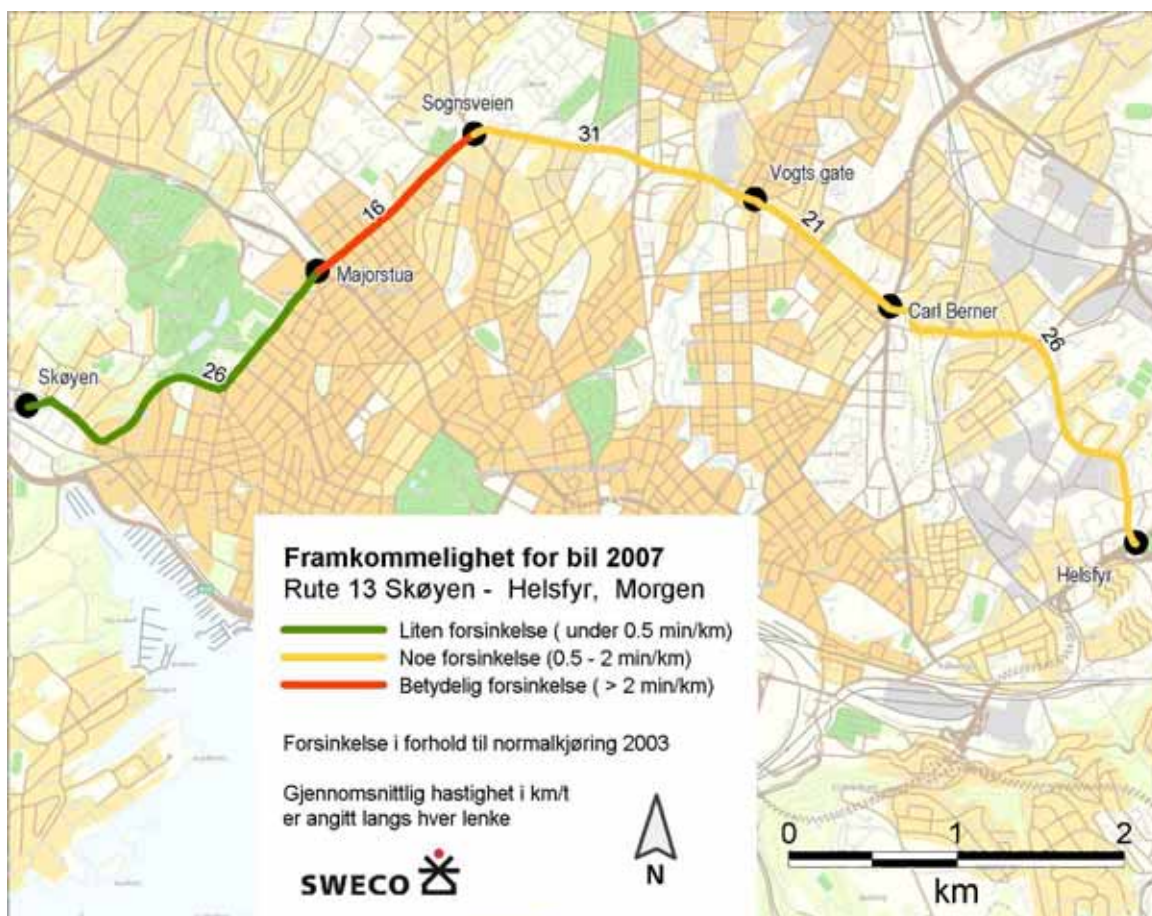 Sognsveien
31
Vogts gate
16
21
Majorstua
Carl Berner
26
Skøyen
26
Helsfyr
Framkommelighet for bil 2007
Rute 13 Skøyen - Helsfyr, Morgen
Liten forsinkelse ( under 0.5 min/km)
Noe forsinkelse (0.5 - 2 min/km)
Betydelig forsinkelse ( > 2 min/km)
Forsinkelse i forhold til normalkjøring 2003
Gjennomsnittlig hastighet i km/t
er angitt langs hver lenke
SWECO
N
0 1 2
km